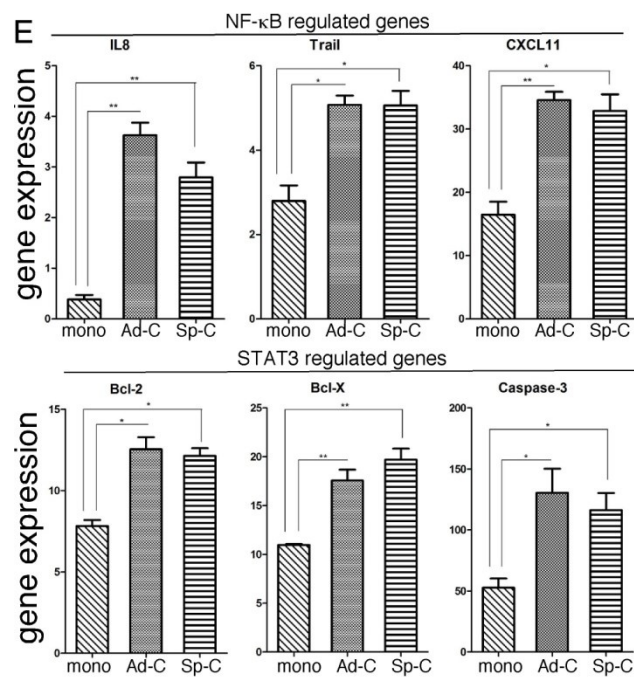 E
NF-κB regulated genes
IL8 Trail CXCL11
gene expression
** * *
** * **
4 6 40
3 30
4
2 20
2
1 10
0 0 0
mono Ad-C Sp-C mono Ad-C Sp-C mono Ad-C Sp-C
STAT3 regulated genes
Bcl-2 Bcl-X Caspase-3
gene expression
* ** *
* ** *
15 25 200
20 150
10
15
100
10
5
5 50
0 0 0
mono Ad-C Sp-C mono Ad-C Sp-C mono Ad-C Sp-C